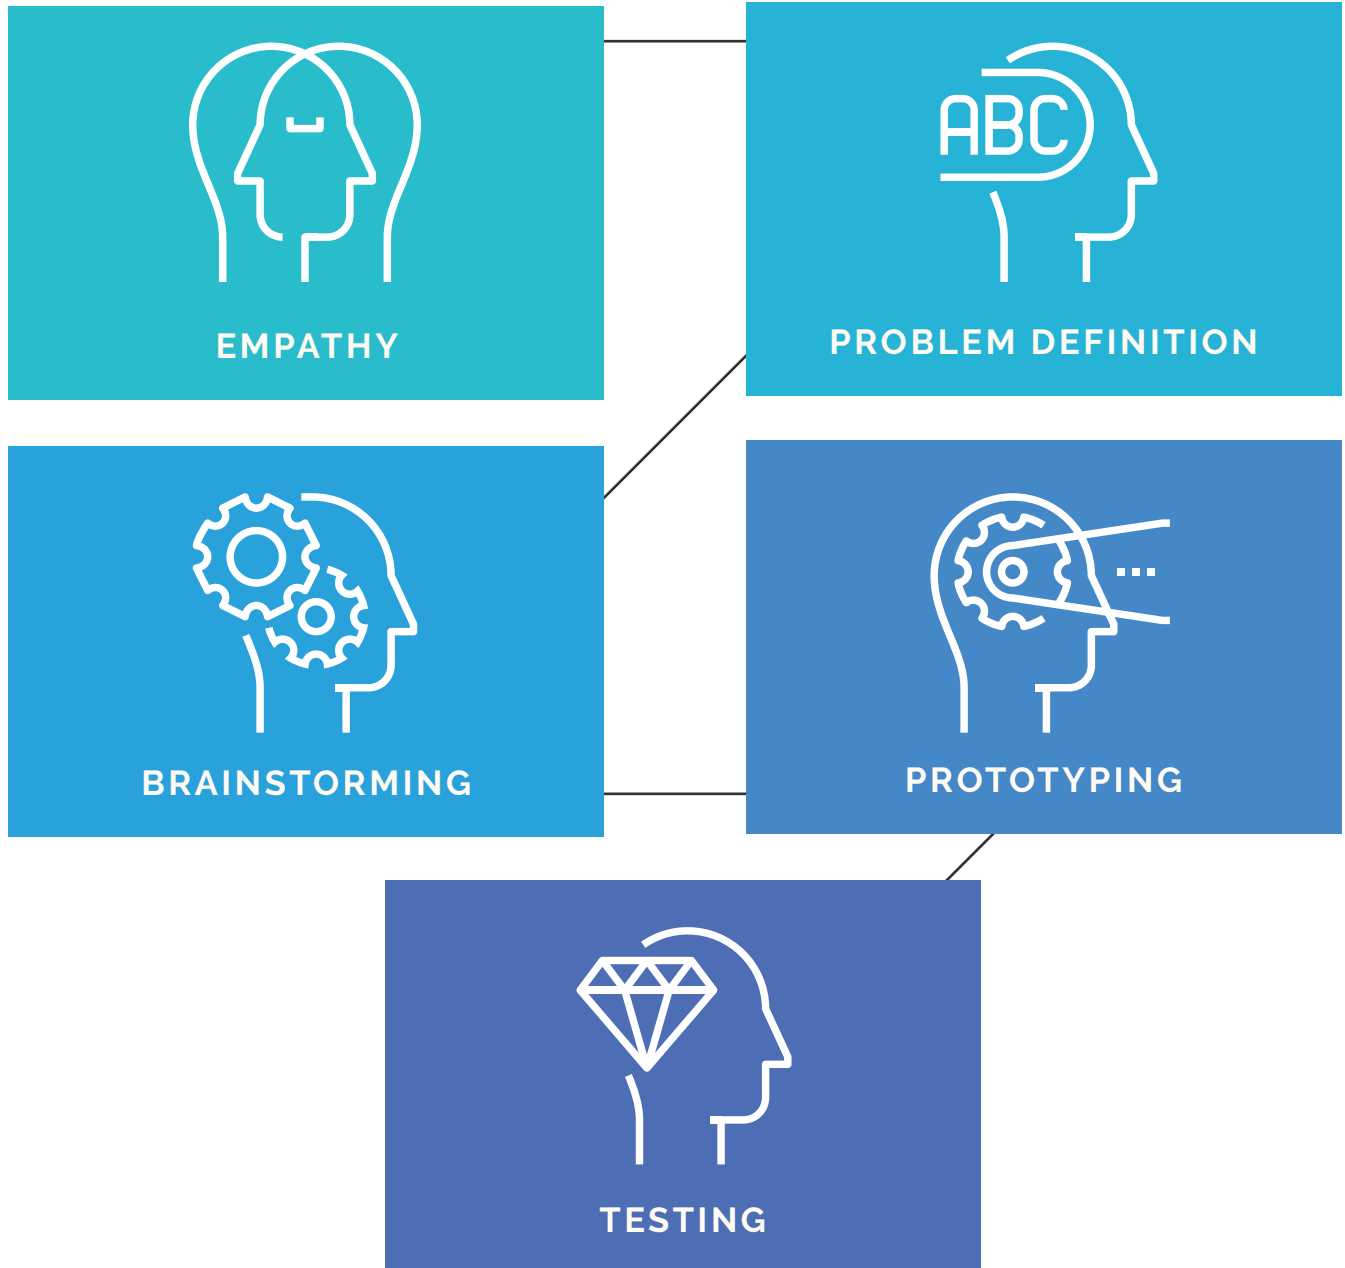 EMPATHY
ABC
PROBLEM DEFINITION
BRAINSTORMING
PROTOTYPING
TESTING